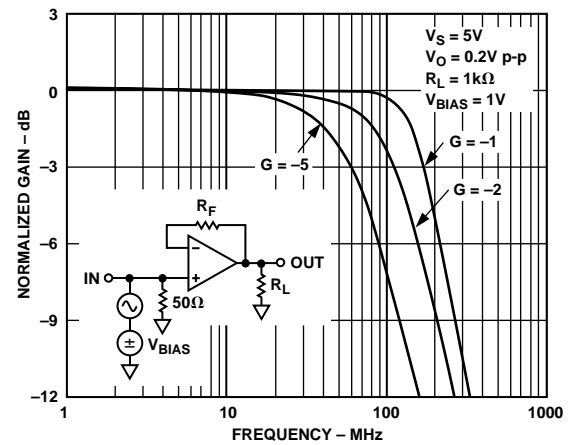 3
0
–3
–6
–9
–12
NORMALIZED GAIN – dB
VS = 5V
VO = 0.2V p-p
RL = 1kΩ
VBIAS = 1V
G = –1
G = –5
G = –2
RF
IN
OUT
50Ω
RL
VBIAS
1
10
100
1000
FREQUENCY – MHz